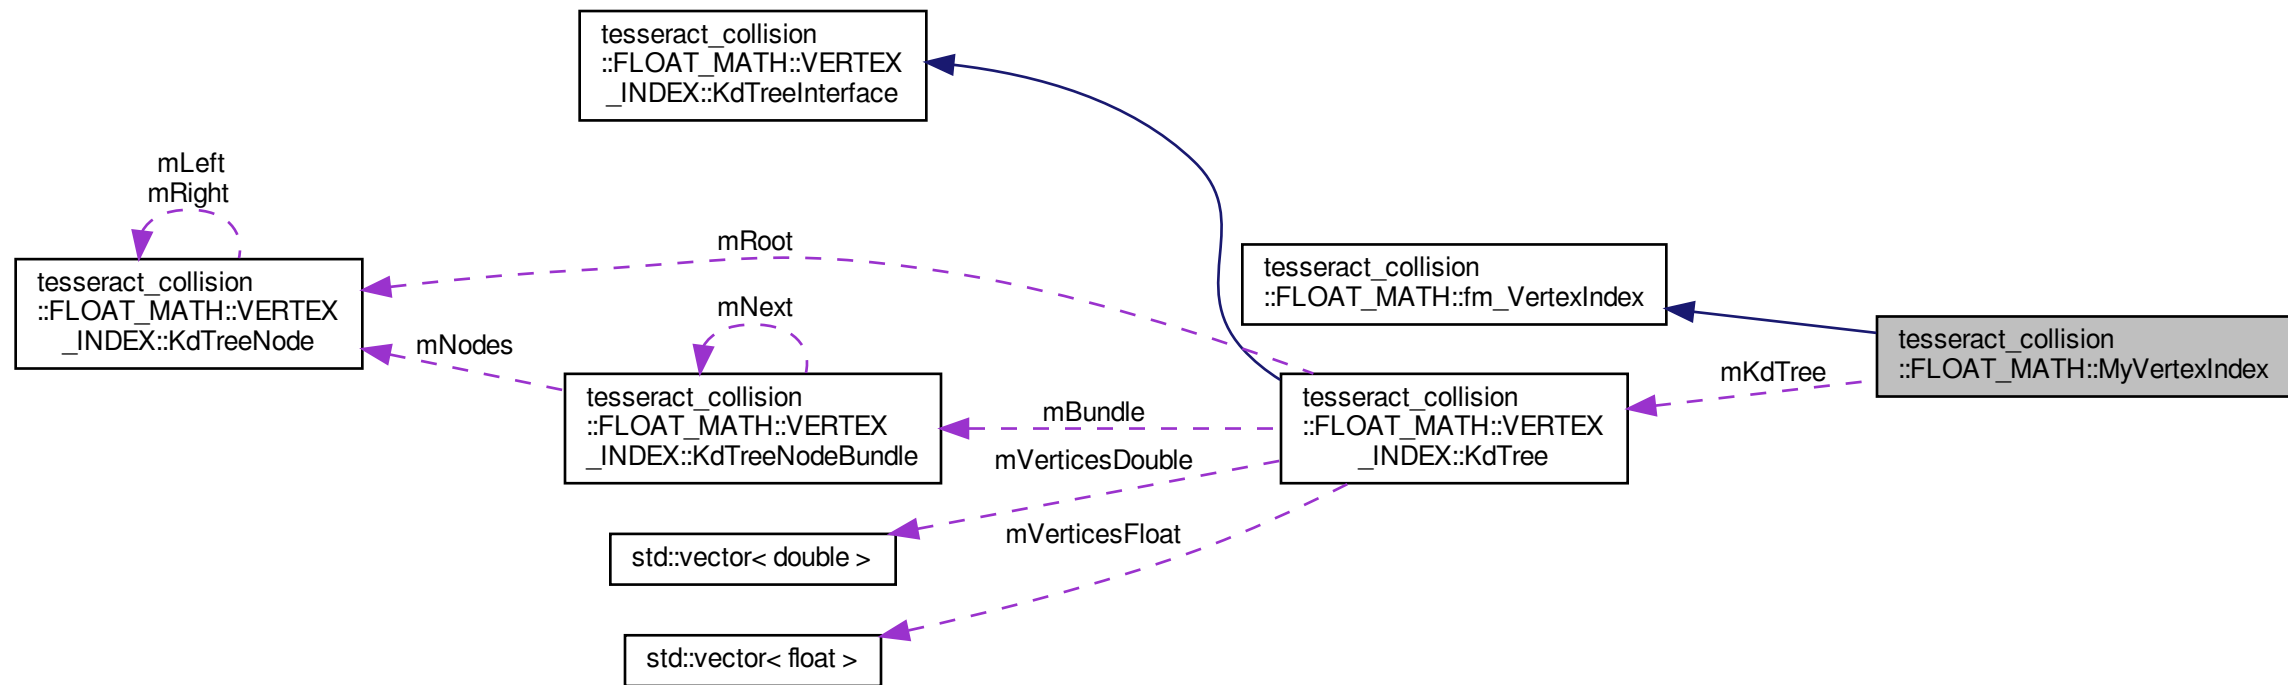 tesseract_collision
::FLOAT_MATH::VERTEX
_INDEX::KdTreeInterface
mLeft
mRight
tesseract_collision
::FLOAT_MATH::VERTEX
_INDEX::KdTreeNode
mRoot
mNext
mNodes
tesseract_collision
::FLOAT_MATH::VERTEX
_INDEX::KdTreeNodeBundle
mBundle
mVerticesDouble
mVerticesFloat
std::vector< double >
std::vector< float >
tesseract_collision
::FLOAT_MATH::fm_VertexIndex
tesseract_collision
::FLOAT_MATH::VERTEX
_INDEX::KdTree
mKdTree
tesseract_collision
::FLOAT_MATH::MyVertexIndex